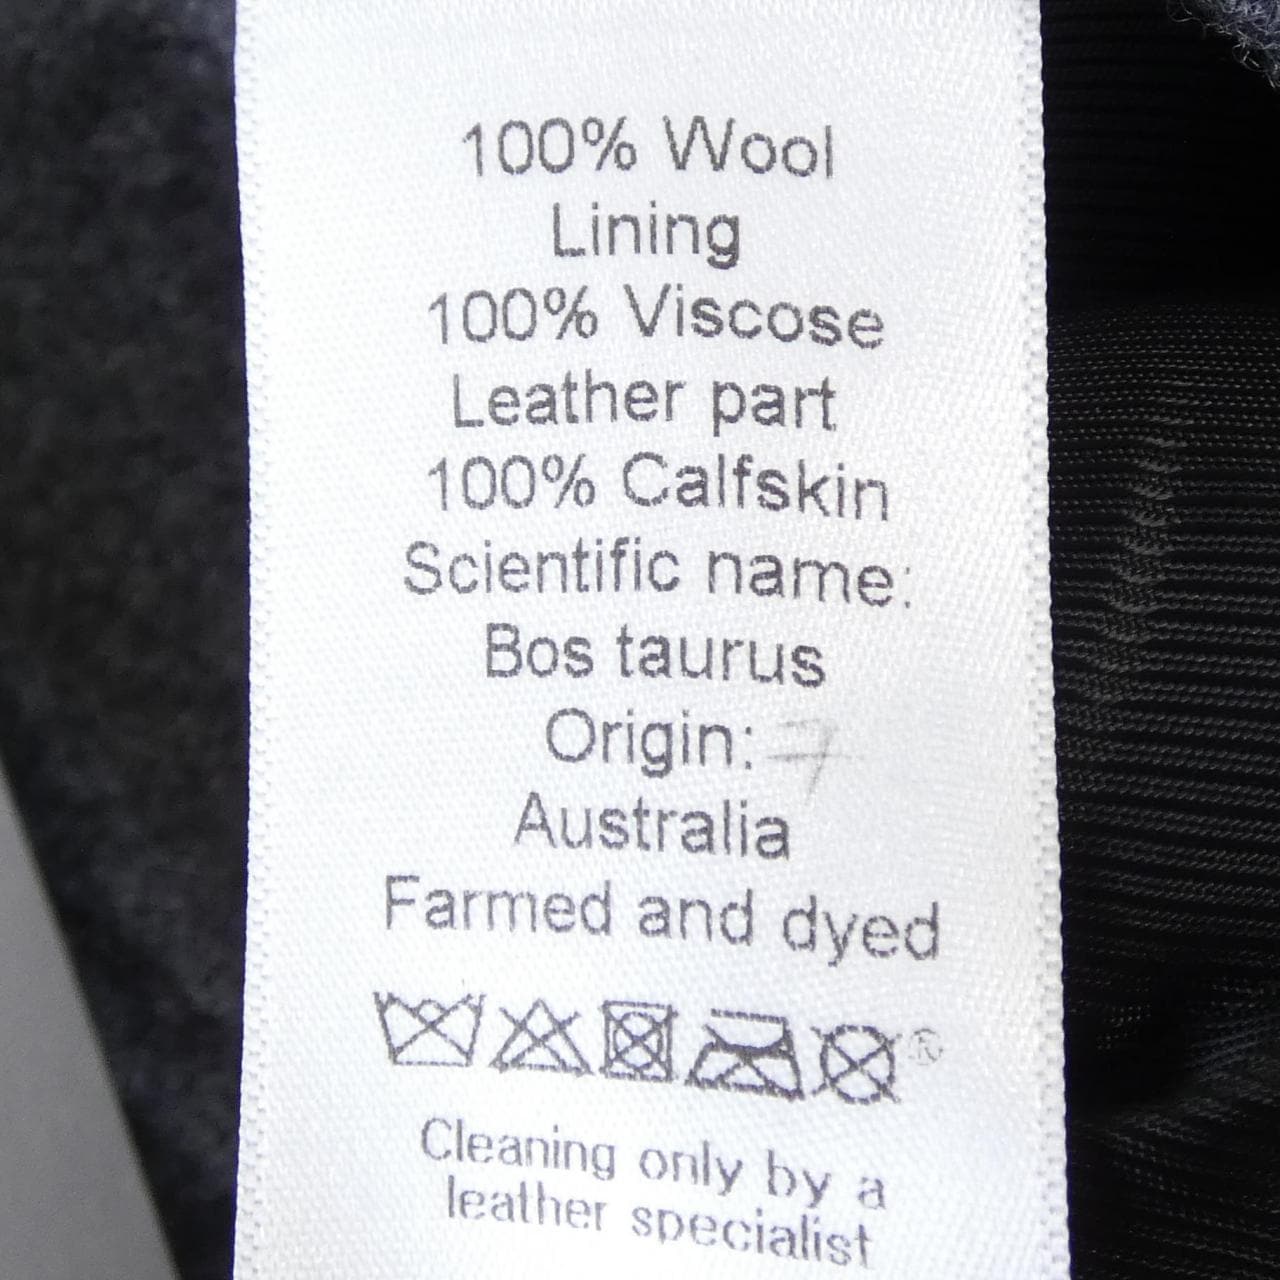 100% Wool
Lining
100% Viscose
Leather part
100% Calfskin
Scientific name:
Bos taurus
Origin: 7
Australia
Farmed and dyed
®
Cleaning only by a
leather specialist